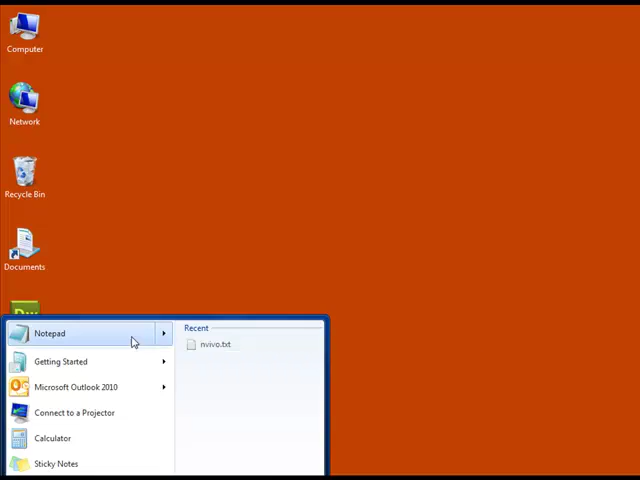 Computer
Network
Recycle Bin
Documents
Dw
Notepad
Getting Started
Microsoft Outlook 2010
Connect to a Projector
Calculator
Sticky Notes
Recent
nvivo.txt